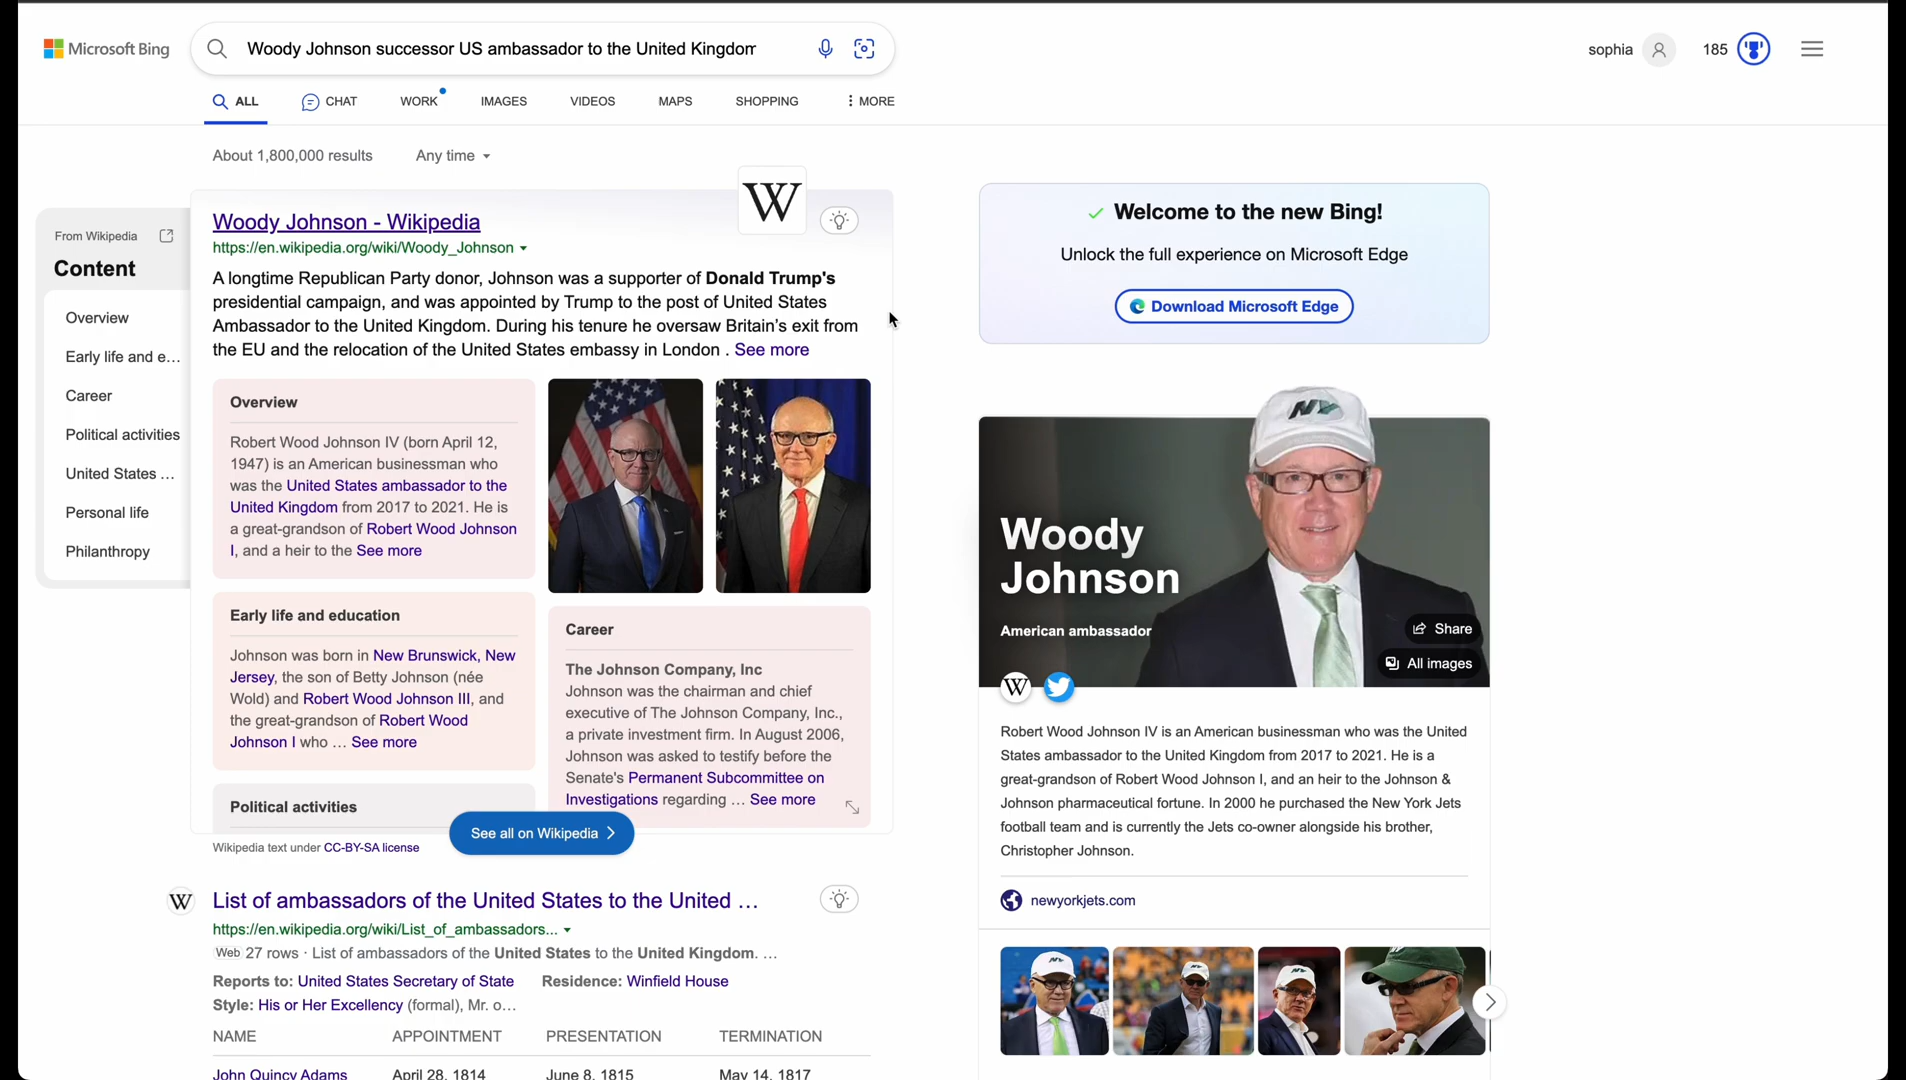 Microsoft Bing
Woody Johnson successor US ambassador to the United Kingdom
sophia
185
ALL
CHAT
WORK
IMAGES
VIDEOS
MAPS
SHOPPING
MORE
About 1,800,000 results
Any time
From Wikipedia
Content
Overview
Early life and e…
Career
Political activities
United States …
Personal life
Philanthropy
W
Woody Johnson - Wikipedia
https://en.wikipedia.org/wiki/Woody_Johnson
A longtime Republican Party donor, Johnson was a supporter of Donald Trump's
presidential campaign, and was appointed by Trump to the post of United States
Ambassador to the United Kingdom. During his tenure he oversaw Britain’s exit from
the EU and the relocation of the United States embassy in London . See more
Overview
Robert Wood Johnson IV (born April 12,
1947) is an American businessman who
was the United States ambassador to the
United Kingdom from 2017 to 2021. He is
a great-grandson of Robert Wood Johnson
I, and a heir to the See more
Early life and education
Johnson was born in New Brunswick, New
Jersey, the son of Betty Johnson (née
Wold) and Robert Wood Johnson III, and
the great-grandson of Robert Wood
Johnson I who … See more
Political activities
Career
The Johnson Company, Inc
Johnson was the chairman and chief
executive of The Johnson Company, Inc.,
a private investment firm. In August 2006,
Johnson was asked to testify before the
Senate's Permanent Subcommittee on
Investigations regarding … See more
See all on Wikipedia
Wikipedia text under CC-BY-SA license
W
List of ambassadors of the United States to the United …
https://en.wikipedia.org/wiki/List_of_ambassadors...
Web 27 rows · List of ambassadors of the United States to the United Kingdom. …
Reports to: United States Secretary of State
Residence: Winfield House
Style: His or Her Excellency (formal), Mr. o…
NAME APPOINTMENT PRESENTATION TERMINATION
John Quincy Adams April 28, 1814 June 8, 1815 May 14, 1817
Welcome to the new Bing!
Unlock the full experience on Microsoft Edge
Download Microsoft Edge
NY
Woody
Johnson
American ambassador
Share
All images
W
Robert Wood Johnson IV is an American businessman who was the United
States ambassador to the United Kingdom from 2017 to 2021. He is a
great-grandson of Robert Wood Johnson I, and an heir to the Johnson &
Johnson pharmaceutical fortune. In 2000 he purchased the New York Jets
football team and is currently the Jets co-owner alongside his brother,
Christopher Johnson.
newyorkjets.com